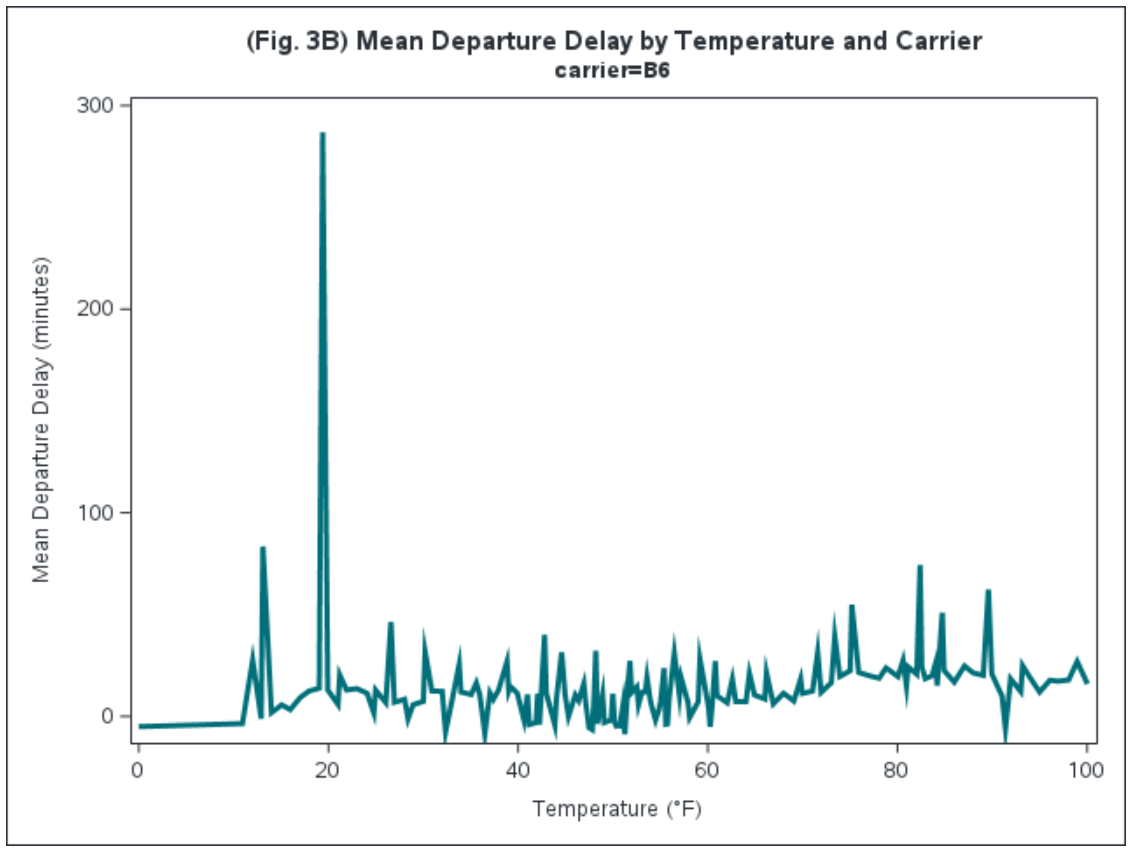 (Fig. 3B) Mean Departure Delay by Temperature and Carrier
carrier=B6
Mean Departure Delay (minutes)
300
200
100
0
0 20 40 60 80 100
Temperature (°F)